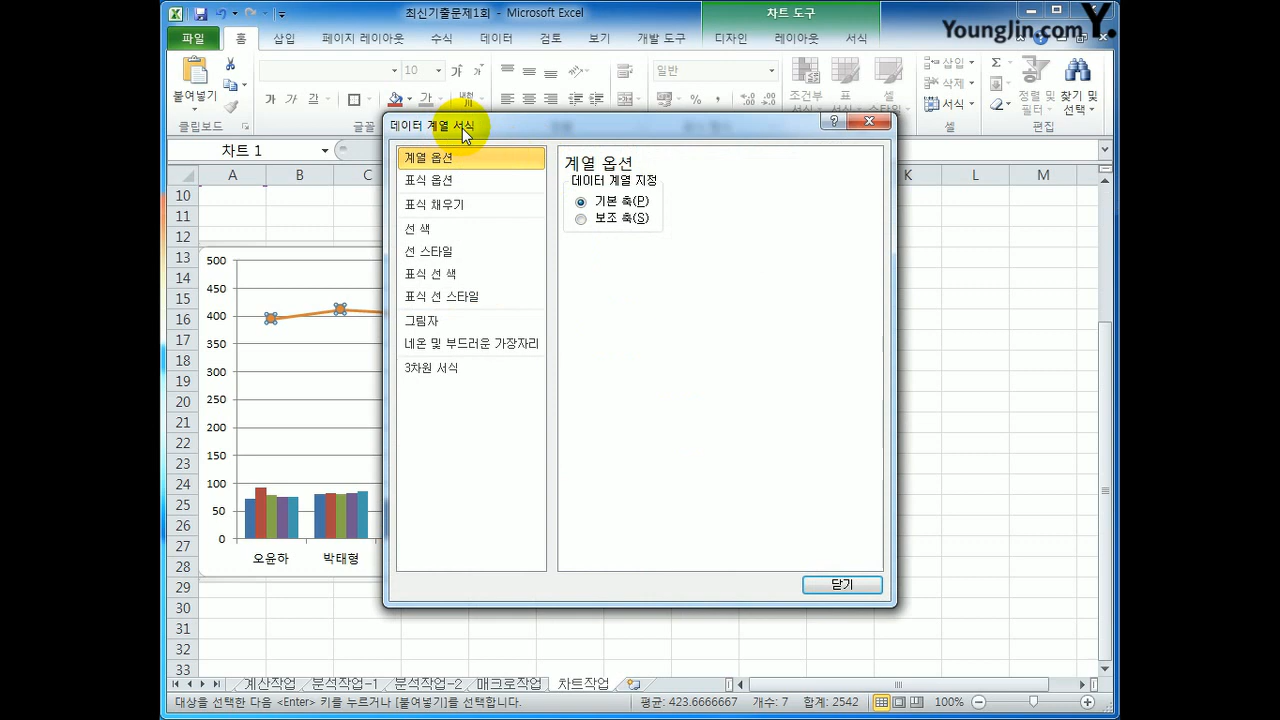 최신기출문제1회 - Microsoft Excel
차트 도구
YoungJin.com Y.
파일 홈 삽입 페이지 레이아웃 수식 데이터 검토 보기 개발 도구 디자인 레이아웃 서식
붙여넣기
10
일반
조건부 표 셀
삽입
삭제
서식
정렬 및 찾기 및
필터 선택
클립보드 글꼴 셀 편집
차트 1
A B C K L M
10
11
12
13
14
15
16
17
18
19
20
21
22
23
24
25
26
27
28
29
30
31
32
33
500
450
400
350
300
250
200
150
100
50
0
오윤하 박태형
데이터 계열 서식
계열 옵션
표식 옵션
표식 채우기
선 색
선 스타일
표식 선 색
표식 선 스타일
그림자
네온 및 부드러운 가장자리
3차원 서식
계열 옵션
데이터 계열 지정
기본 축(P)
보조 축(S)
닫기
계산작업 분석작업-1 분석작업-2 매크로작업 차트작업
대상을 선택한 다음 <Enter> 키를 누르거나 [붙여넣기]를 선택합니다. 평균: 423.6666667 개수: 7 합계: 2542 100%